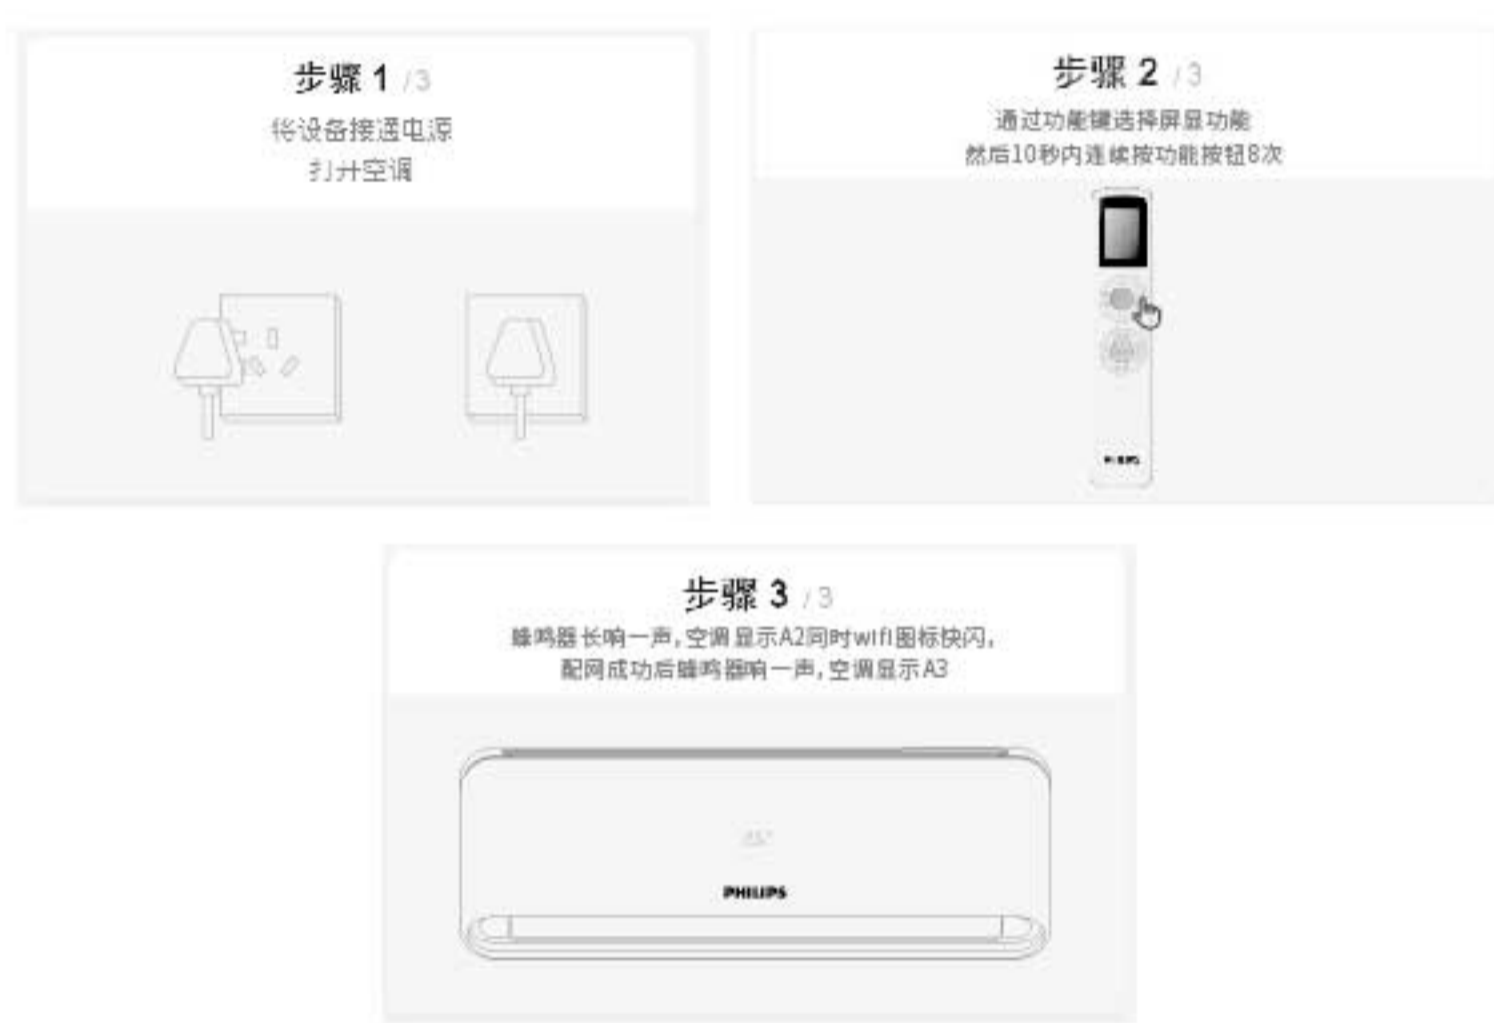 步骤 1 /3
将设备接通电源
打开空调
步骤 2 /3
通过功能键选择屏显功能
然后10秒内连续按功能按钮8次
PHILIPS
步骤 3 /3
蜂鸣器长响一声,空调显示A2同时wifi图标快闪,
配网成功后蜂鸣器响一声,空调显示A3
PHILIPS